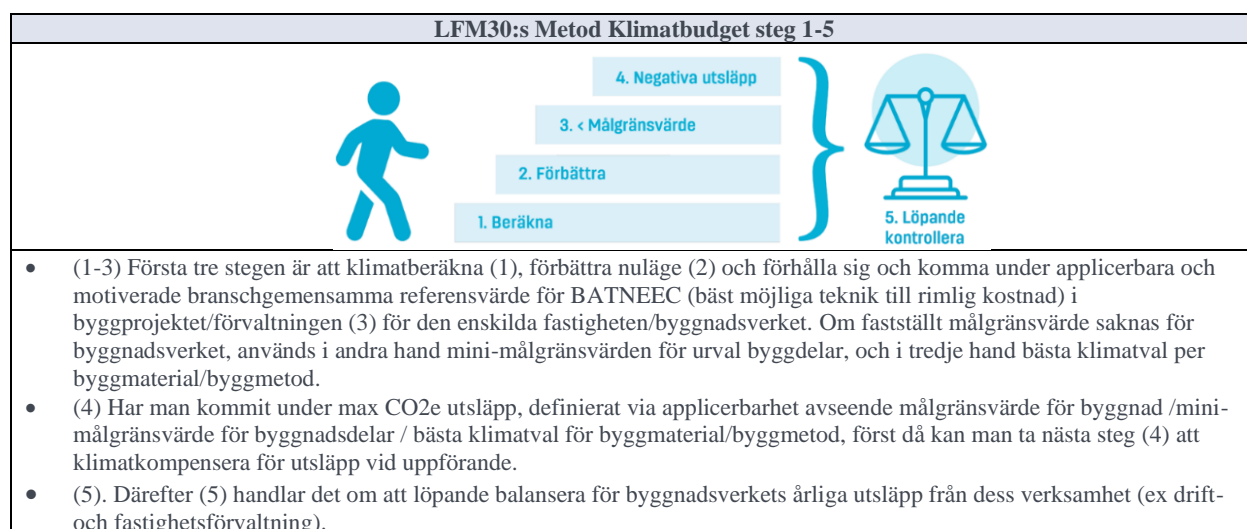 LFM30:s Metod Klimatbudget steg 1-5
4. Negativa utsläpp
3. < Målgränsvärde
2. Förbättra
1. Beräkna
5. Löpande
kontrollera
• (1-3) Första tre stegen är att klimatberäkna (1), förbättra nuläge (2) och förhålla sig och komma under applicerbara och
motiverade branschgemensamma referensvärde för BATNEEC (bäst möjliga teknik till rimlig kostnad) i
byggprojektet/förvaltningen (3) för den enskilda fastigheten/byggnadsverket. Om fastställt målgränsvärde saknas för
byggnadsverket, används i andra hand mini-målgränsvärden för urval byggdelar, och i tredje hand bästa klimatval per
byggmaterial/byggmetod.
• (4) Har man kommit under max CO2e utsläpp, definierat via applicerbarhet avseende målgränsvärde för byggnad /mini-
målgränsvärde för byggnadsdelar / bästa klimatval för byggmaterial/byggmetod, först då kan man ta nästa steg (4) att
klimatkompensera för utsläpp vid uppförande.
• (5). Därefter (5) handlar det om att löpande balansera för byggnadsverkets årliga utsläpp från dess verksamhet (ex drift-
och fastighetsförvaltning).